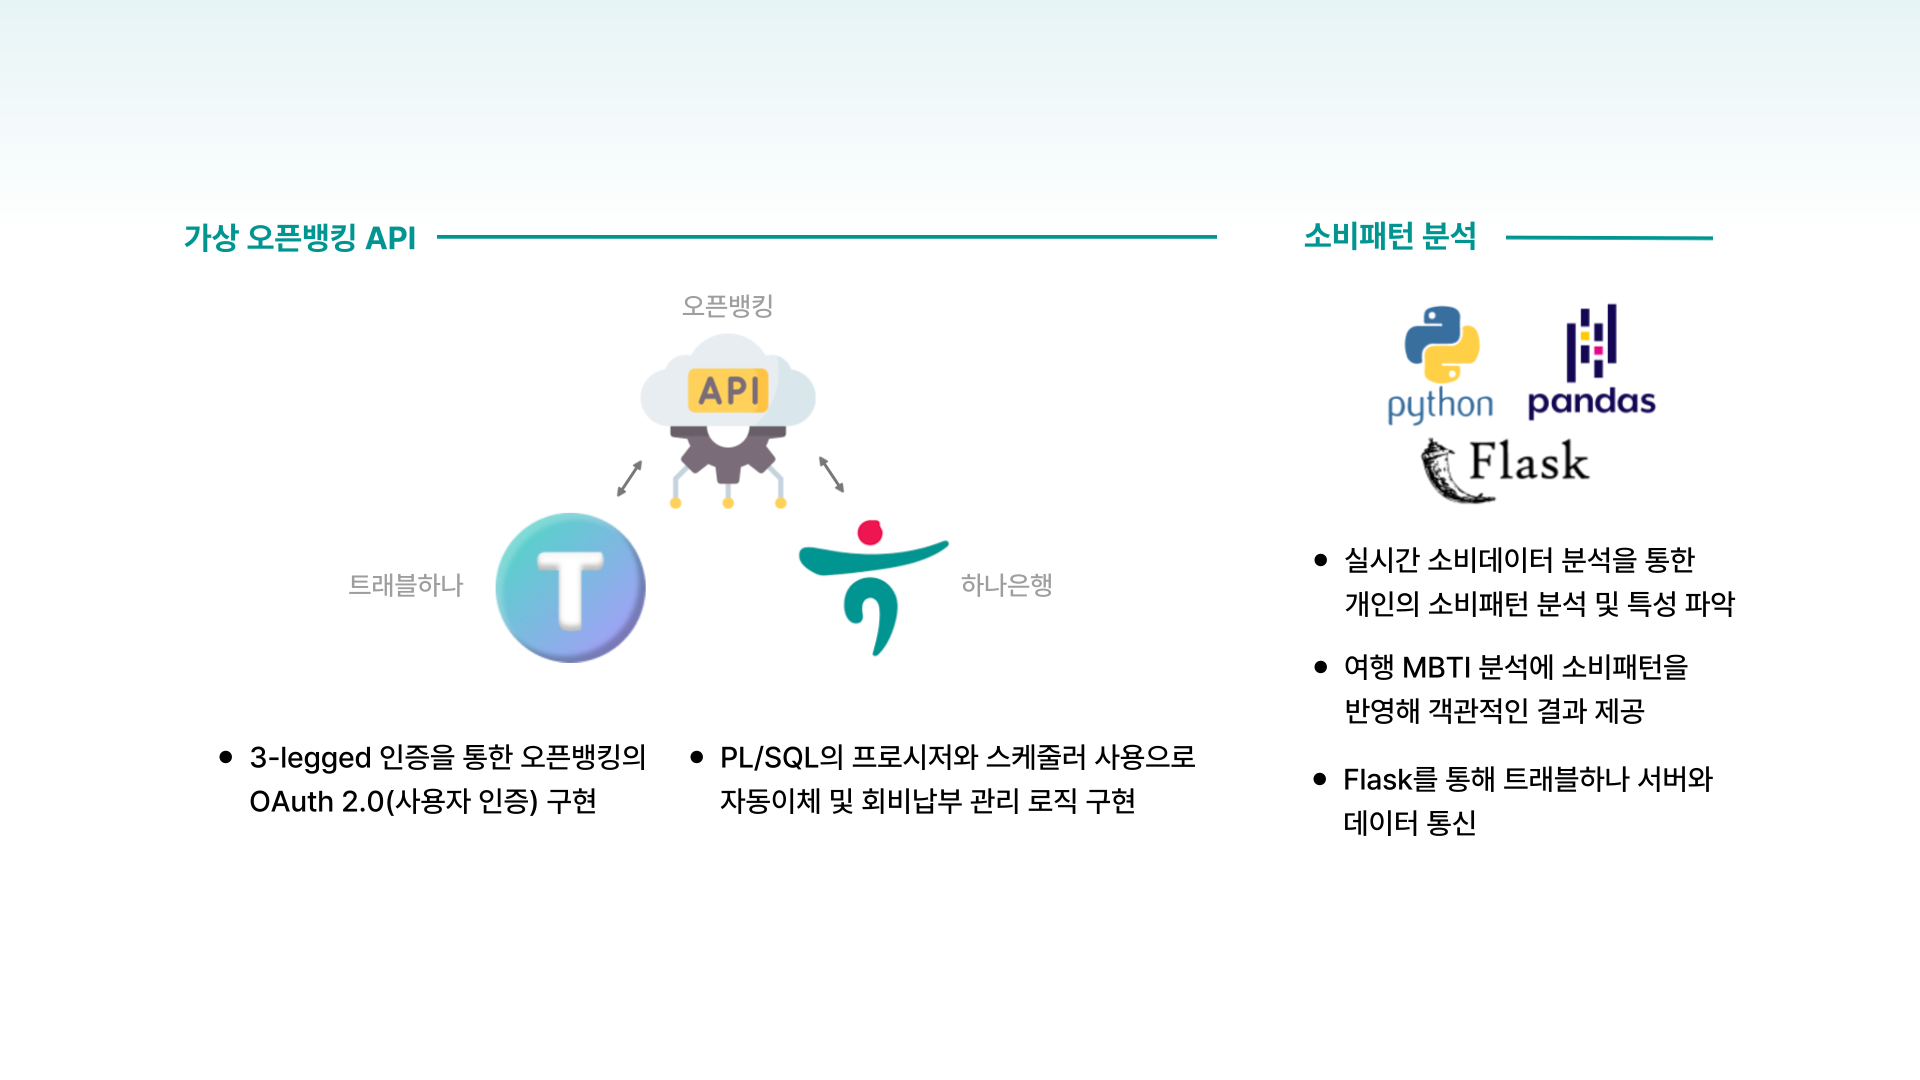 가상 오픈뱅킹 API
오픈뱅킹
API
트래블하나
T
하나은행
3-legged 인증을 통한 오픈뱅킹의
OAuth 2.0(사용자 인증) 구현
PL/SQL의 프로시저와 스케줄러 사용으로
자동이체 및 회비납부 관리 로직 구현
소비패턴 분석
python
pandas
Flask
실시간 소비데이터 분석을 통한
개인의 소비패턴 분석 및 특성 파악
여행 MBTI 분석에 소비패턴을
반영해 객관적인 결과 제공
Flask를 통해 트래블하나 서버와
데이터 통신